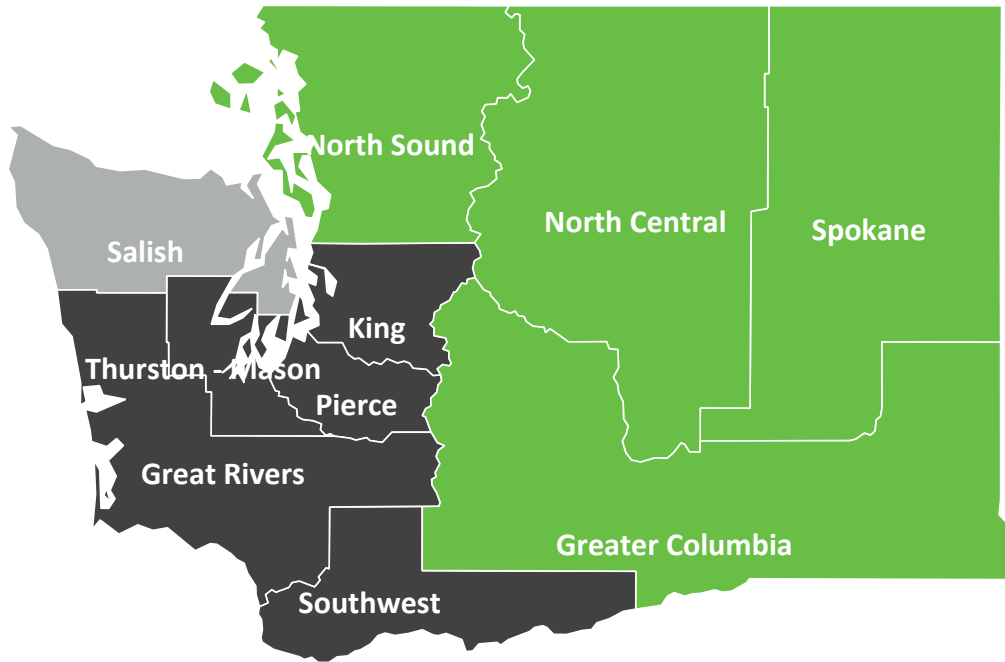 North Sound
North Central
Spokane
Salish
King
Thurston - Mason
Pierce
Great Rivers
Greater Columbia
Southwest